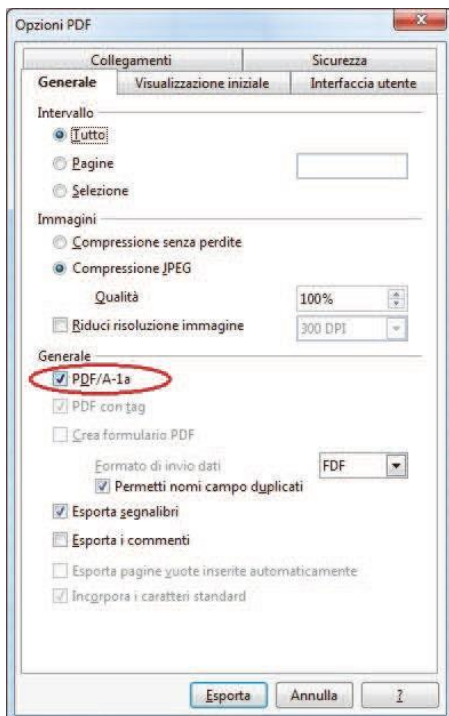 Opzioni PDF
Collegamenti Sicurezza
Generale Visualizzazione iniziale Interfaccia utente
Intervallo
Tutto
Pagine
Selezione
Immagini
Compressione senza perdite
Compressione JPEG
Qualità 100%
Riduci risoluzione immagine 300 DPI
Generale
PDF/A-1a
PDF con tag
Crea formulario PDF
Formato di invio dati FDF
Permetti nomi campo duplicati
Esporta segnalibri
Esporta i commenti
Esporta pagine vuote inserite automaticamente
Incorpora i caratteri standard
Esporta Annulla ?